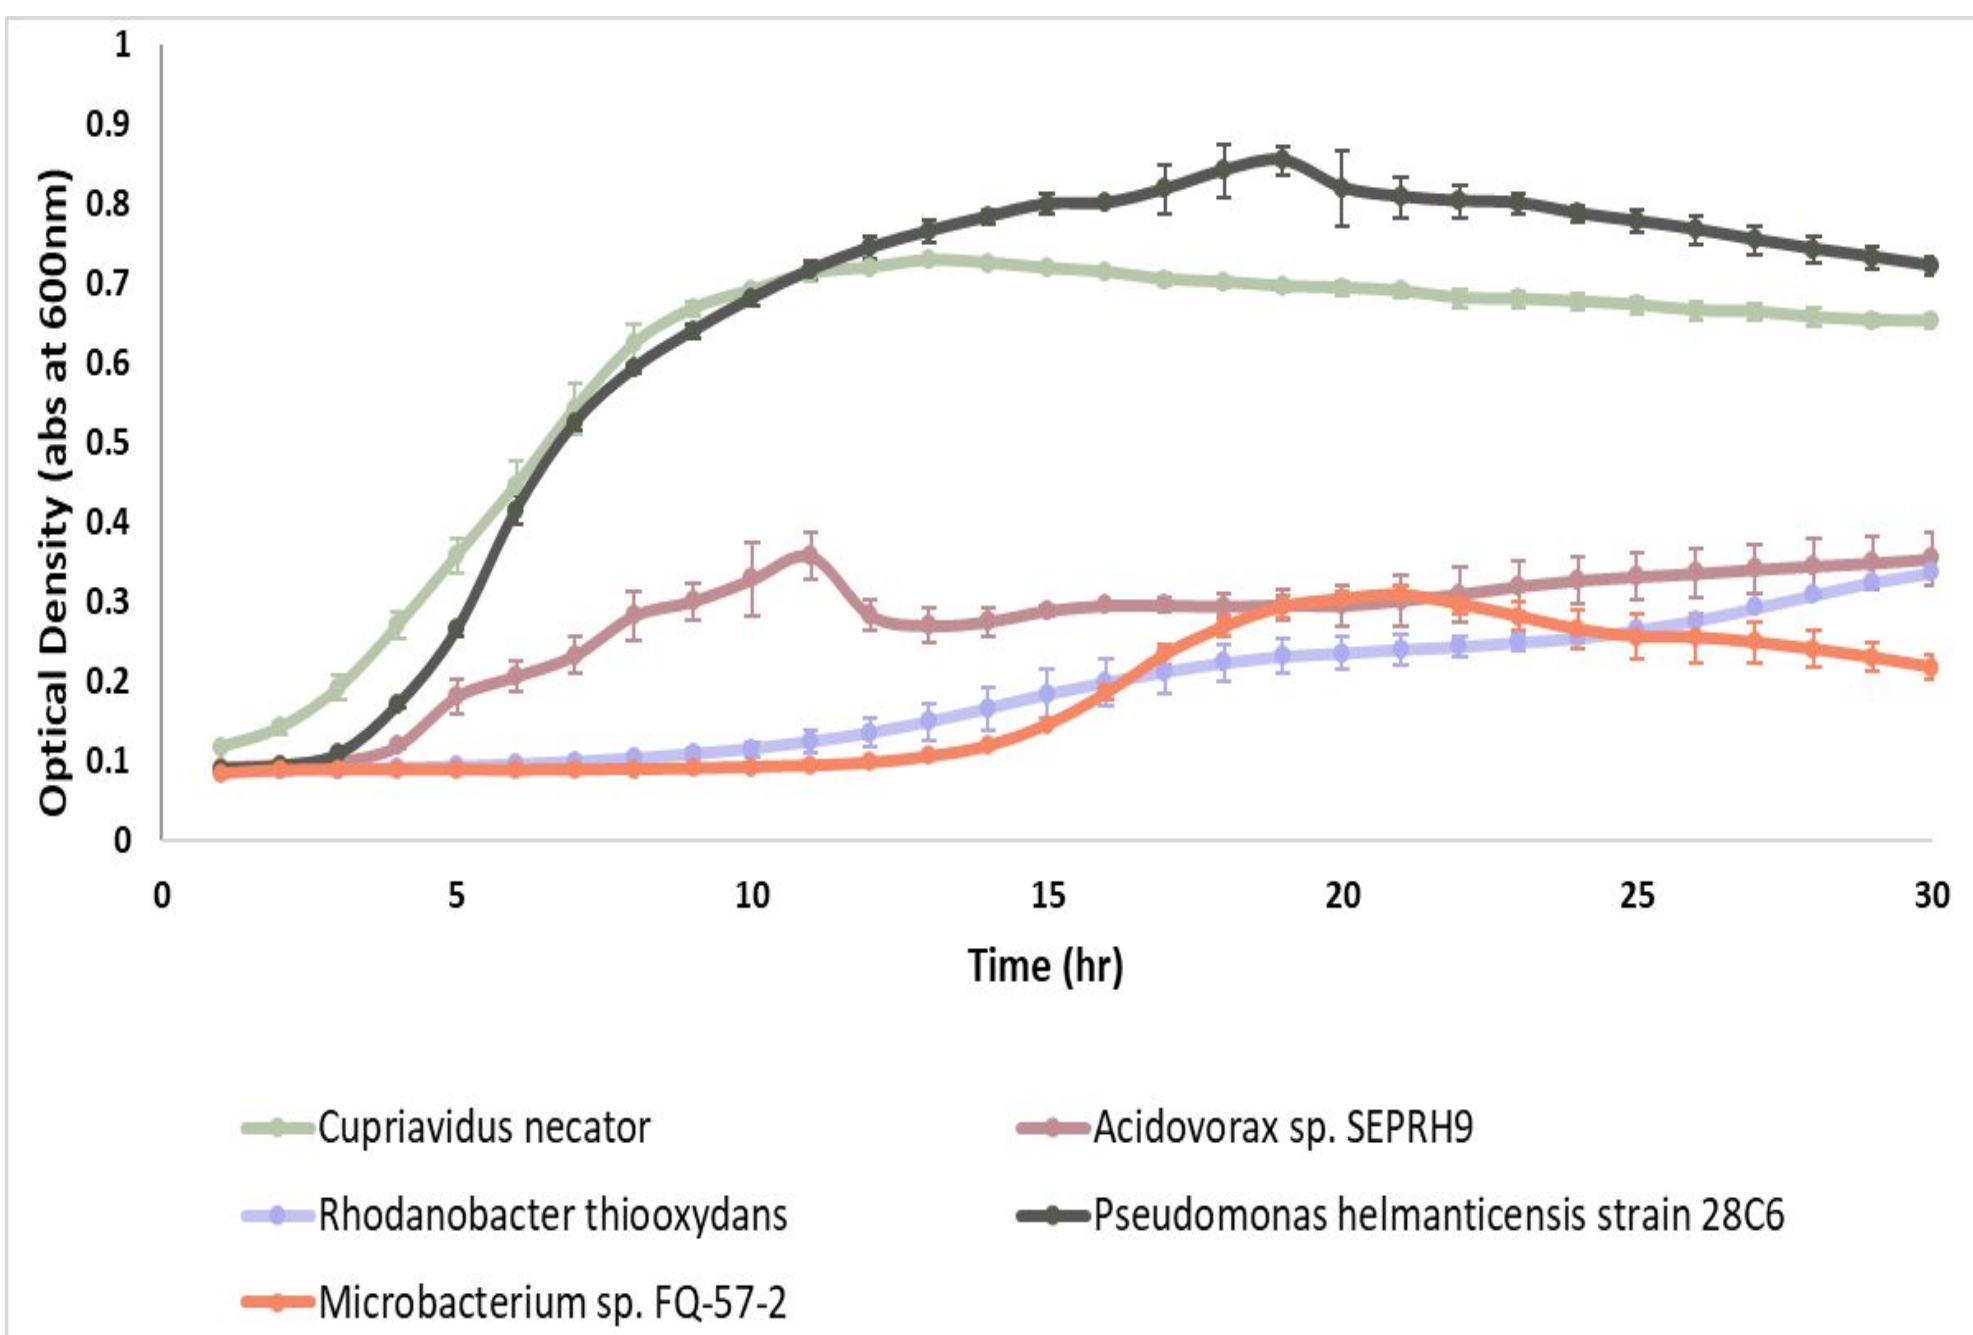 1
0.9
0.8
0.7
0.6
0.5
0.4
0.3
0.2
0.1
0
Optical Density (abs at 600nm)
0 5 10 15 20 25 30
Time (hr)
Cupriavidus necator Acidovorax sp. SEPRH9
Rhodanobacter thiooxydans Pseudomonas helmanticensis strain 28C6
Microbacterium sp. FQ-57-2